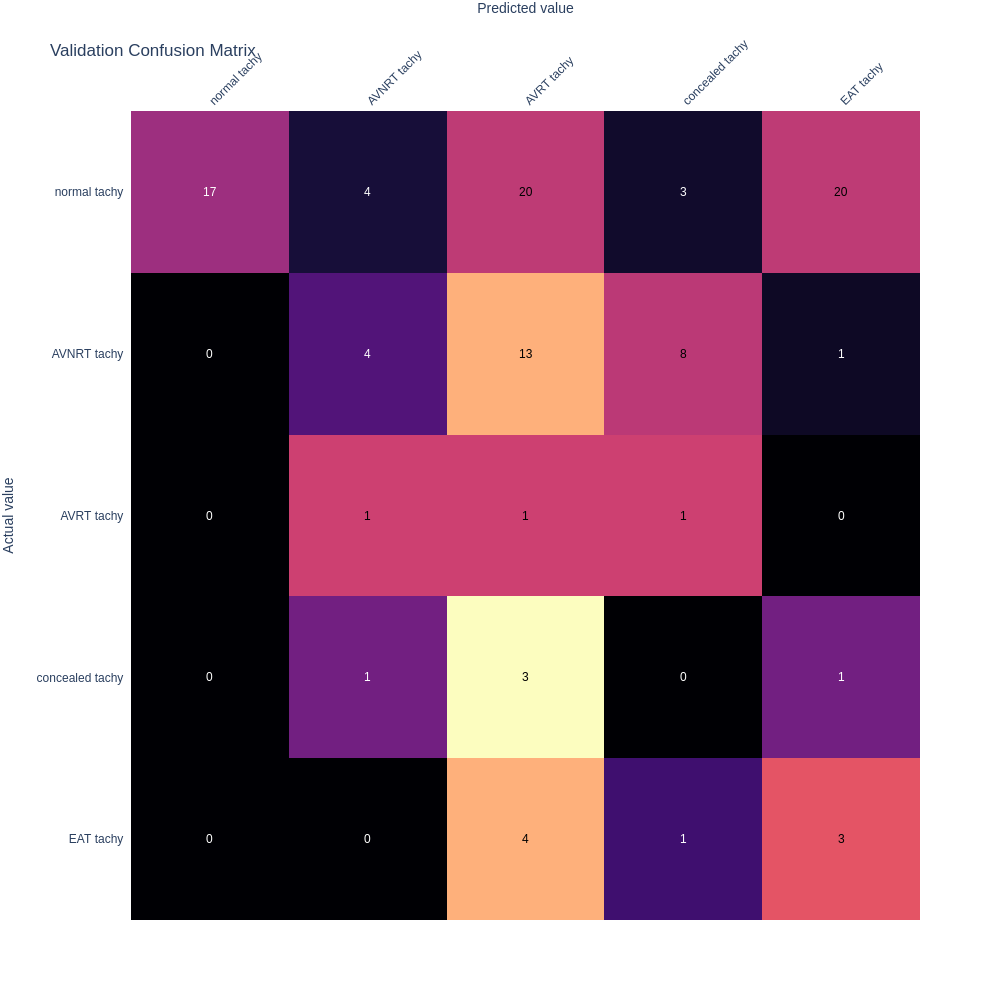 Predicted value
Validation Confusion Matrix
normal tachy AVNRT tachy AVRT tachy concealed tachy EAT tachy
normal tachy 17 4 20 3 20
AVNRT tachy 0 4 13 8 1
Actual value
AVRT tachy 0 1 1 1 0
concealed tachy 0 1 3 0 1
EAT tachy 0 0 4 1 3